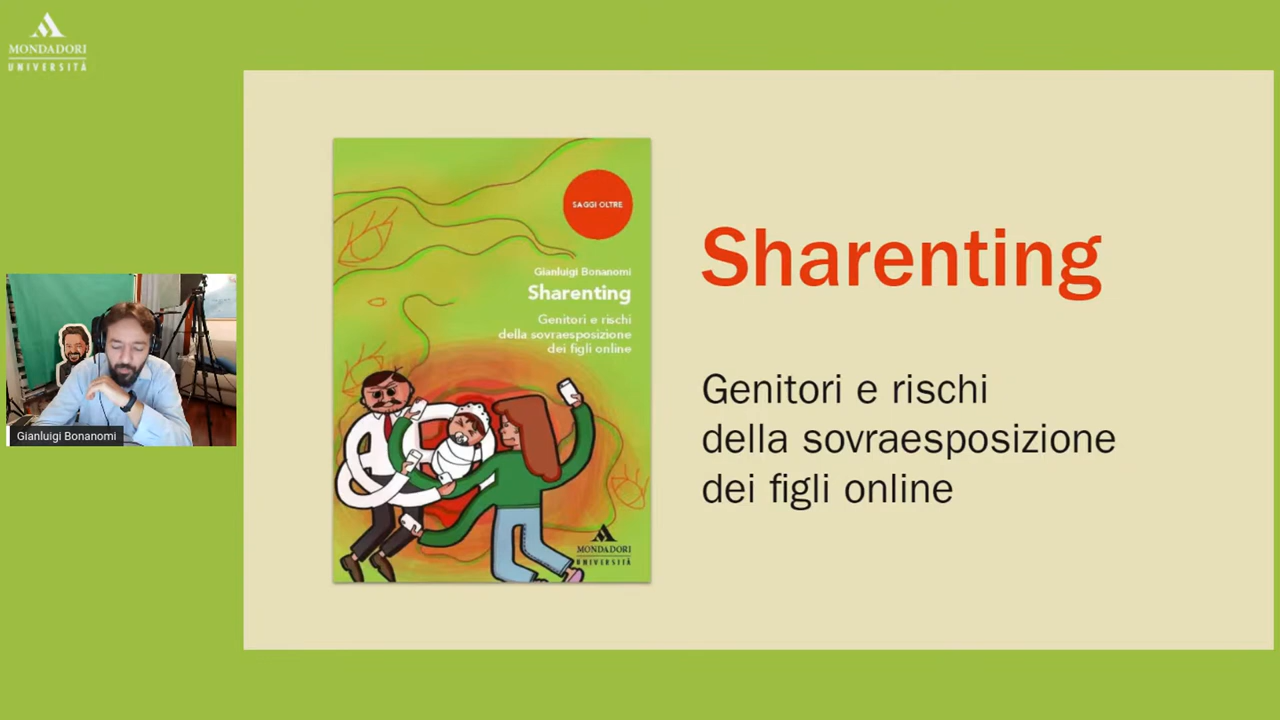 MONDADORI
UNIVERSITÀ
SAGGI OLTRE
Gianluigi Bonanomi
Sharenting
Genitori e rischi
della sovraesposizione
dei figli online
MONDADORI
UNIVERSITÀ
Sharenting
Genitori e rischi
della sovraesposizione
dei figli online
Gianluigi Bonanomi